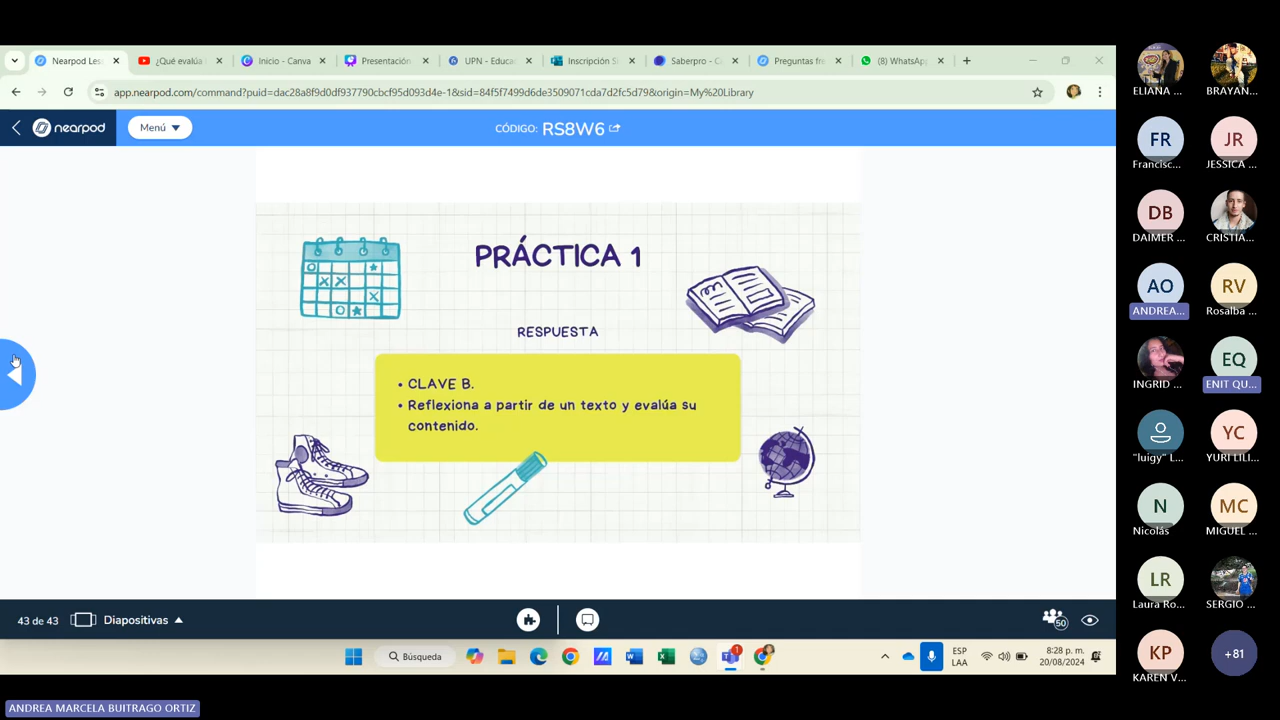 Nearpod Les
¿Qué evalúa
Inicio - Canva
Presentación
UPN - Educa
Inscripción S
Saberpro - C
Preguntas fre
(8) WhatsApp
app.nearpod.com/command?puid=dac28a8f9d0df937790cbcf95d093d4e-1&sid=84f5f7499d6de3509071cda7d2fc5d79&origin=My%20Library
nearpod
Menú
CÓDIGO: RS8W6
PRÁCTICA 1
RESPUESTA
• CLAVE B.
• Reflexiona a partir de un texto y evalúa su
contenido.
43 de 43
Diapositivas
50
Búsqueda
1
ESP
LAA
8:28 p. m.
20/08/2024
ELIANA ...
BRAYAN...
FR
Francisc...
JR
JESSICA ...
DB
DAIMER ...
CRISTIA...
AO
ANDREA...
RV
Rosalba ...
INGRID ...
EQ
ENIT QU...
"luigy" L...
YC
YURI LILI...
N
Nicolás
MC
MIGUEL ...
LR
Laura Ro...
SERGIO ...
KP
KAREN V...
+81
ANDREA MARCELA BUITRAGO ORTIZ